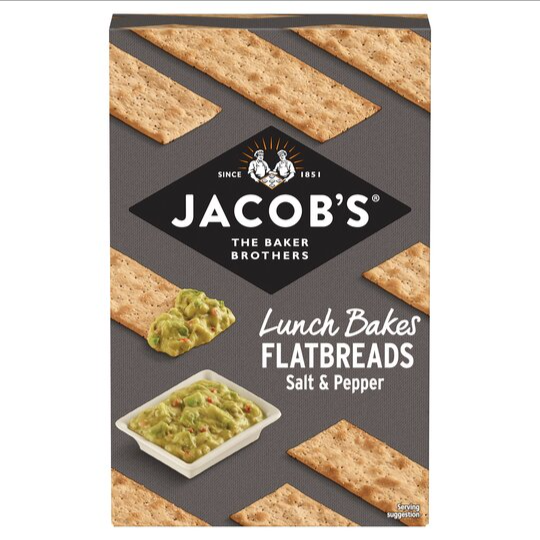 SINCE 1851
JACOB'S®
THE BAKER
BROTHERS
Lunch Bakes
FLATBREADS
Salt & Pepper
Serving
suggestion